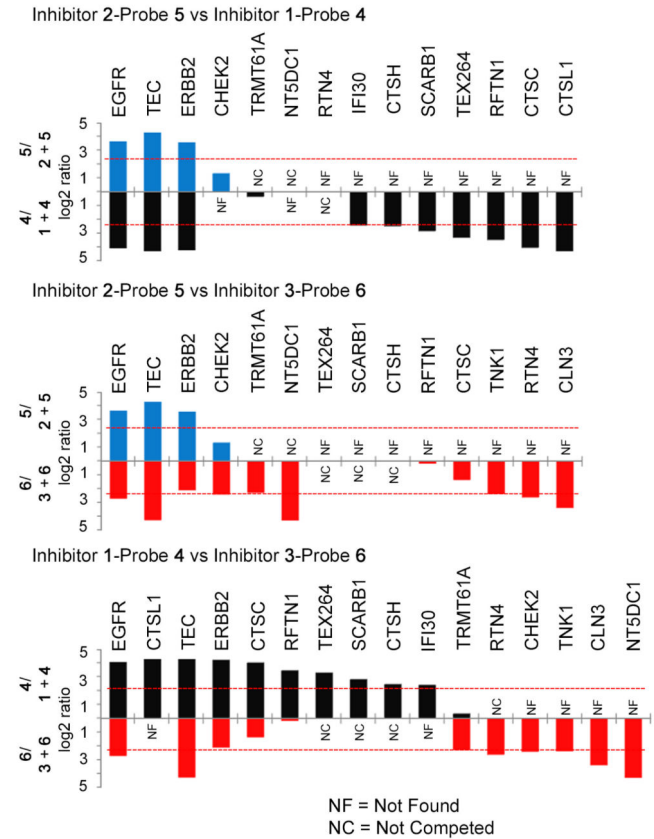 Inhibitor 2-Probe 5 vs Inhibitor 1-Probe 4
EGFR TEC ERBB2 CHEK2 TRMT61A NT5DC1 RTN4 IFI30 CTSH SCARB1 TEX264 RFTN1 CTSC CTSL1
5/ 2 + 5
4/ 1 + 4
log2 ratio
5 3 1 1 3 5
NC NC NF NF NF NF NF NF NF NF
NF NF NC
Inhibitor 2-Probe 5 vs Inhibitor 3-Probe 6
EGFR TEC ERBB2 CHEK2 TRMT61A NT5DC1 TEX264 SCARB1 CTSH RFTN1 CTSC TNK1 RTN4 CLN3
5/ 2 + 5
6/ 3 + 6
log2 ratio
5 3 1 1 3 5
NC NC NF NF NF NF NF NF NF NF
NC NC NC
Inhibitor 1-Probe 4 vs Inhibitor 3-Probe 6
EGFR CTSL1 TEC ERBB2 CTSC RFTN1 TEX264 SCARB1 CTSH IFI30 TRMT61A RTN4 CHEK2 TNK1 CLN3 NT5DC1
4/ 1 + 4
6/ 3 + 6
log2 ratio
5 3 1 1 3 5
NC NF NF NF NF
NF NC NC NC NF
NF = Not Found
NC = Not Competed